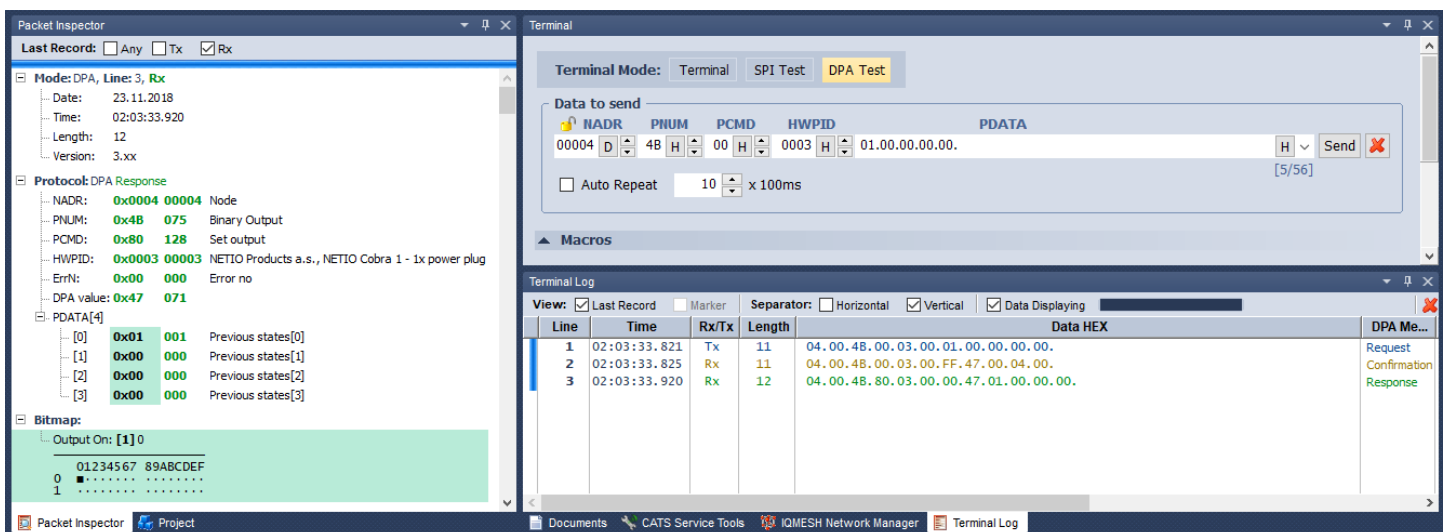 Packet Inspector
Last Record: Any Tx Rx
Mode: DPA, Line: 3, Rx
Date: 23.11.2018
Time: 02:03:33.920
Length: 12
Version: 3.xx
Protocol: DPA Response
NADR: 0x0004 00004 Node
PNUM: 0x4B 075 Binary Output
PCMD: 0x80 128 Set output
HWPID: 0x0003 00003 NETIO Products a.s., NETIO Cobra 1 - 1x power plug
ErrN: 0x00 000 Error no
DPA value: 0x47 071
PDATA[4]
[0] 0x01 001 Previous states[0]
[1] 0x00 000 Previous states[1]
[2] 0x00 000 Previous states[2]
[3] 0x00 000 Previous states[3]
Bitmap:
Output On: [1] 0
01234567 89ABCDEF
0 ■······· ········
1 ········ ········
Packet Inspector Project
Terminal
Terminal Mode: Terminal SPI Test DPA Test
Data to send
NADR PNUM PCMD HWPID PDATA
00004 D 4B H 00 H 0003 H 01.00.00.00.00. H Send
[5/56]
Auto Repeat 10 x 100ms
Macros
Terminal Log
View: Last Record Marker Separator: Horizontal Vertical Data Displaying
Line Time Rx/Tx Length Data HEX DPA Me...
1 02:03:33.821 Tx 11 04.00.4B.00.03.00.01.00.00.00.00. Request
2 02:03:33.825 Rx 11 04.00.4B.00.03.00.FF.47.00.04.00. Confirmation
3 02:03:33.920 Rx 12 04.00.4B.80.03.00.00.47.01.00.00.00. Response
Documents CATS Service Tools IQMESH Network Manager Terminal Log